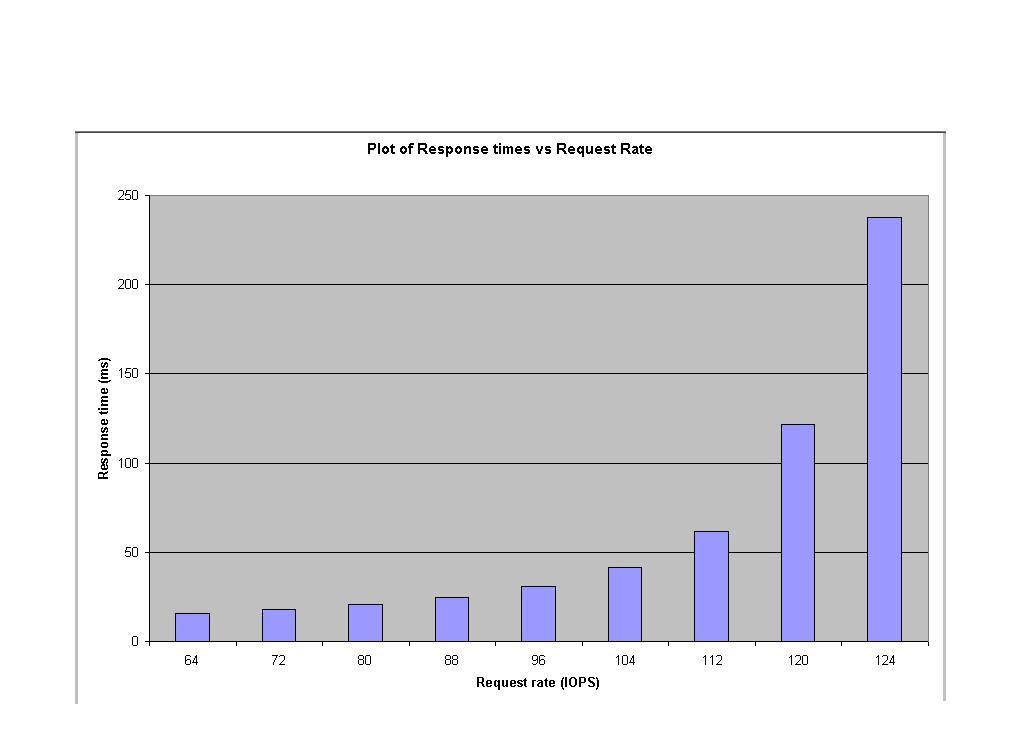 Plot of Response times vs Request Rate
250
200
150
100
50
0
Response time (ms)
64 72 80 88 96 104 112 120 124
Request rate (IOPS)